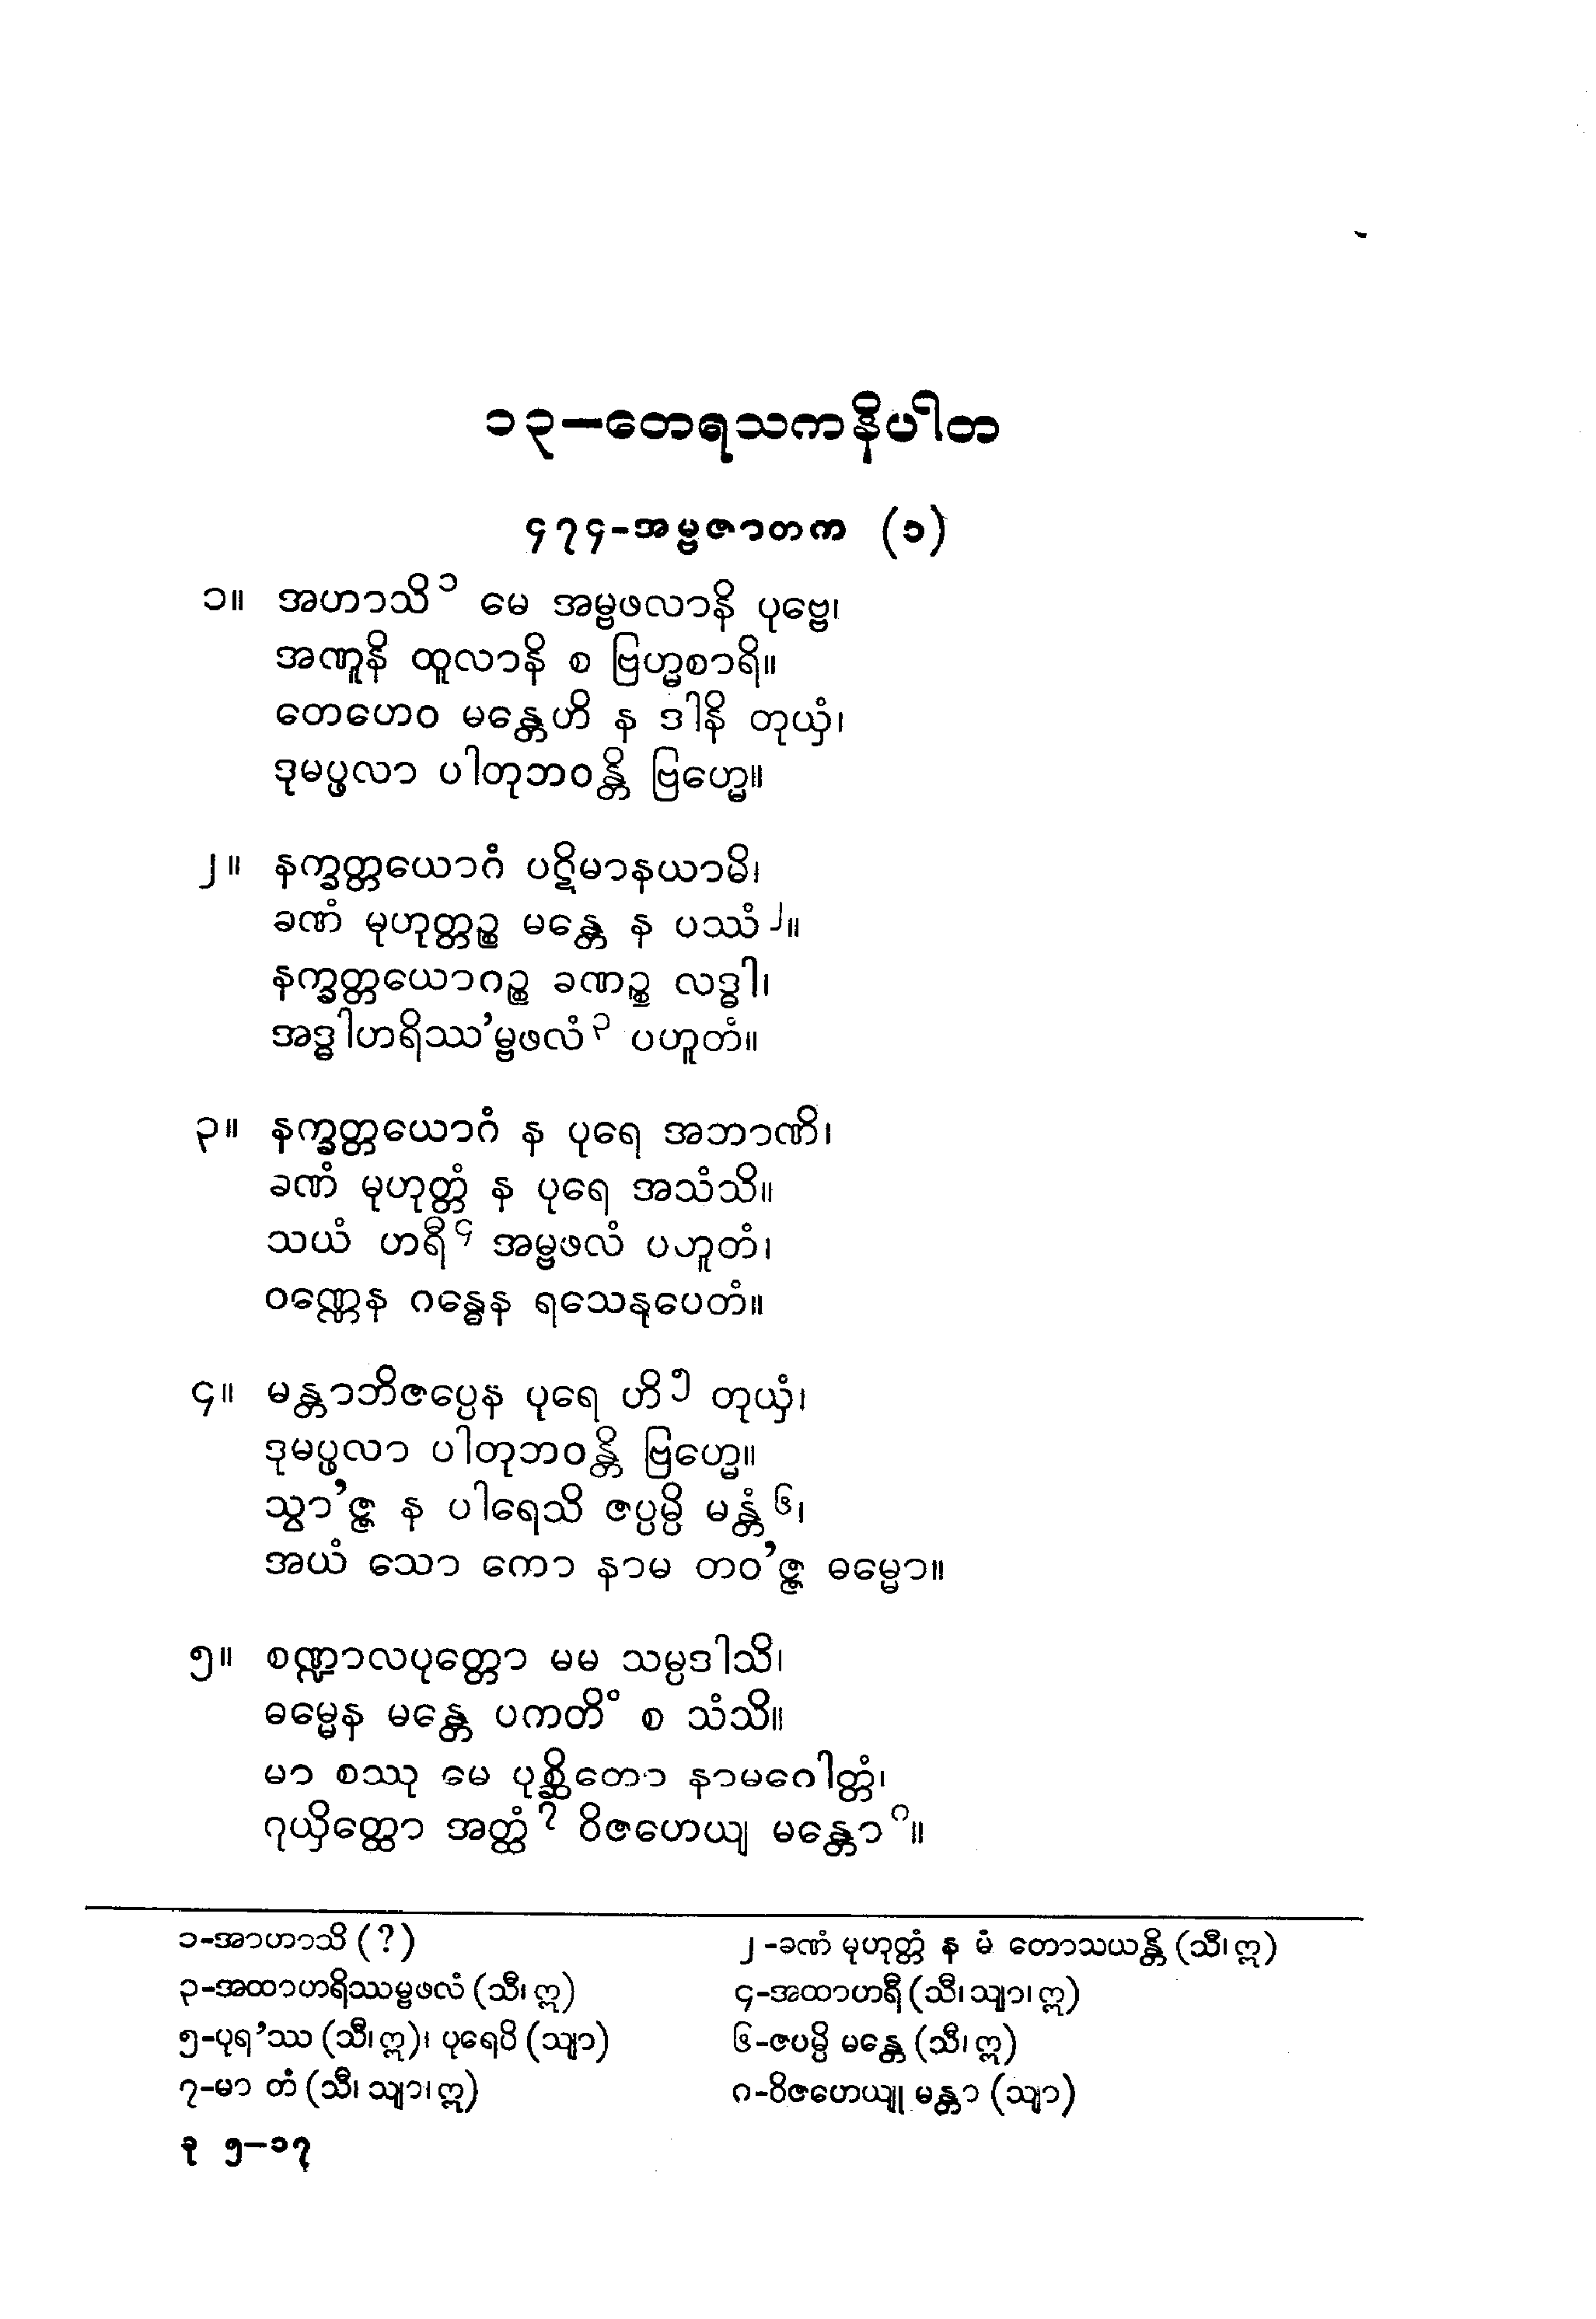 ၁၃–တေရသကနိပါတ
၄၇၄-အမ္ဗဇာတက (၁)
၁။ အဟာသိ၁ မေ အမ္ဗဖလာနိ ပုဗ္ဗေ၊
အဏူနိ ထူလာနိ စ ဗြဟ္မစာရိ။
တေဟေဝ မန္တေဟိ န ဒါနိ တုယှံ၊
ဒုမပ္ဖလာ ပါတုဘဝန္တိ ဗြဟ္မေ။
၂။ နက္ခတ္တယောဂံ ပဋိမာနယာမိ၊
ခဏံ မုဟုတ္တဉ္စ မန္တေ န ပဿံ၂။
နက္ခတ္တယောဂဉ္စ ခဏဉ္စ လဒ္ဓါ၊
အဒ္ဓါဟရိဿ’မ္ဗဖလံ၃ ပဟူတံ။
၃။ နက္ခတ္တယောဂံ န ပုရေ အဘာဏိ၊
ခဏံ မုဟုတ္တံ န ပုရေ အသံသိ။
သယံ ဟရီ၄ အမ္ဗဖလံ ပဟူတံ၊
ဝဏ္ဏေန ဂန္ဓေန ရသေနုပေတံ။
၄။ မန္တာဘိဇပ္ပေန ပုရေ ဟိ၅ တုယှံ၊
ဒုမပ္ဖလာ ပါတုဘဝန္တိ ဗြဟ္မေ။
သွာ’ဇ္ဇ န ပါရေသိ ဇပ္ပမ္ပိ မန္တံ၆၊
အယံ သော ကော နာမ တဝ’ဇ္ဇ ဓမ္မော။
၅။ စဏ္ဍာလပုတ္တော မမ သမ္ပဒါသိ၊
ဓမ္မေန မန္တေ ပကတိံ စ သံသိ။
မာ စဿု မေ ပုစ္ဆိတော နာမဂေါတ္တံ၊
ဂုယှိတ္ထော အတ္ထံ၇ ဝိဇဟေယျ မန္တော၈။
၁-အာဟာသိ (?)
၂-ခဏံ မုဟုတ္တံ န မံ တောသယန္တိ (သီ၊ဣ)
၃-အထာဟရိဿမ္ဗဖလံ (သီ၊ ဣ)
၄-အထာဟရီ (သီ၊ သျာ၊ ဣ)
၅-ပုရ’ဿ (သီ၊ ဣ)၊ ပုရေပိ (သျာ)
၆-ဇပမ္ပိ မန္တေ (သီ၊ ဣ)
၇-မာ တံ (သီ၊ သျာ၊ ဣ)
၈-ဝိဇဟေယျု မန္တာ (သျာ)
ခု ၅–၁၇